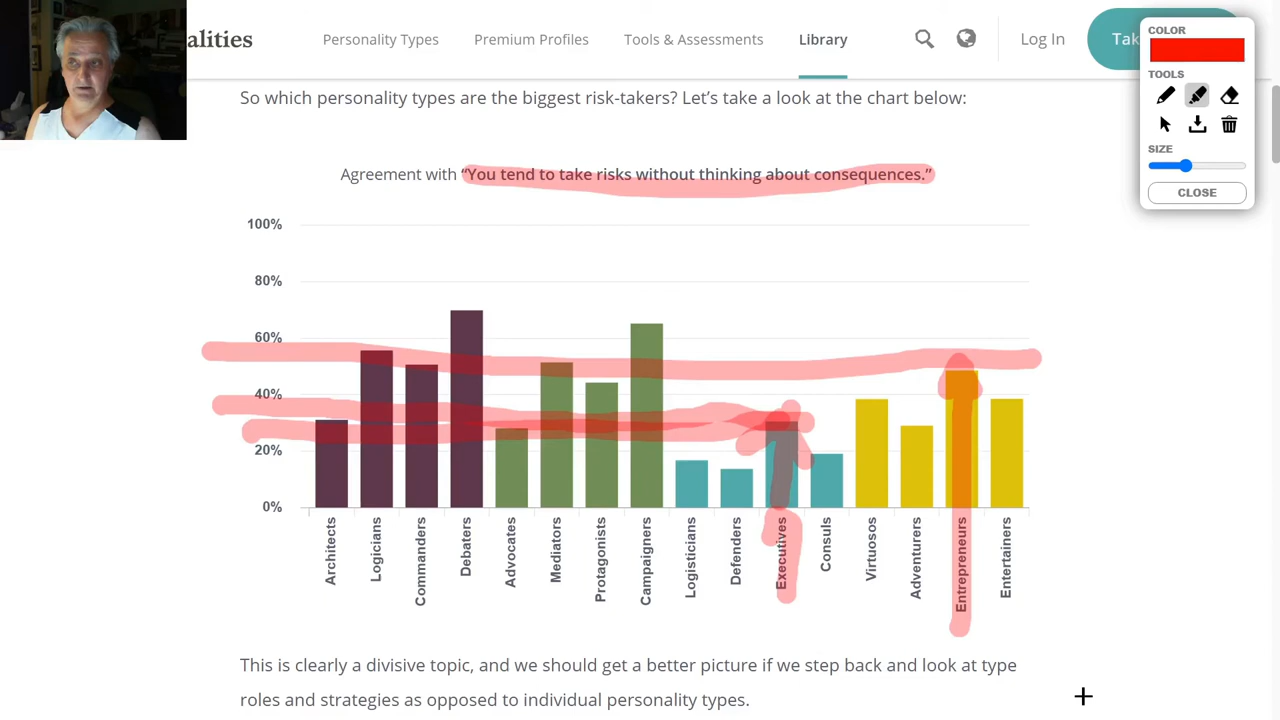 alities Personality Types Premium Profiles Tools & Assessments Library Log In Tak
COLOR
TOOLS
SIZE
CLOSE
So which personality types are the biggest risk-takers? Let’s take a look at the chart below:
Agreement with “You tend to take risks without thinking about consequences.”
100%
80%
60%
40%
20%
0%
Architects
Logicians
Commanders
Debaters
Advocates
Mediators
Protagonists
Campaigners
Logisticians
Defenders
Executives
Consuls
Virtuosos
Adventurers
Entrepreneurs
Entertainers
This is clearly a divisive topic, and we should get a better picture if we step back and look at type
roles and strategies as opposed to individual personality types.